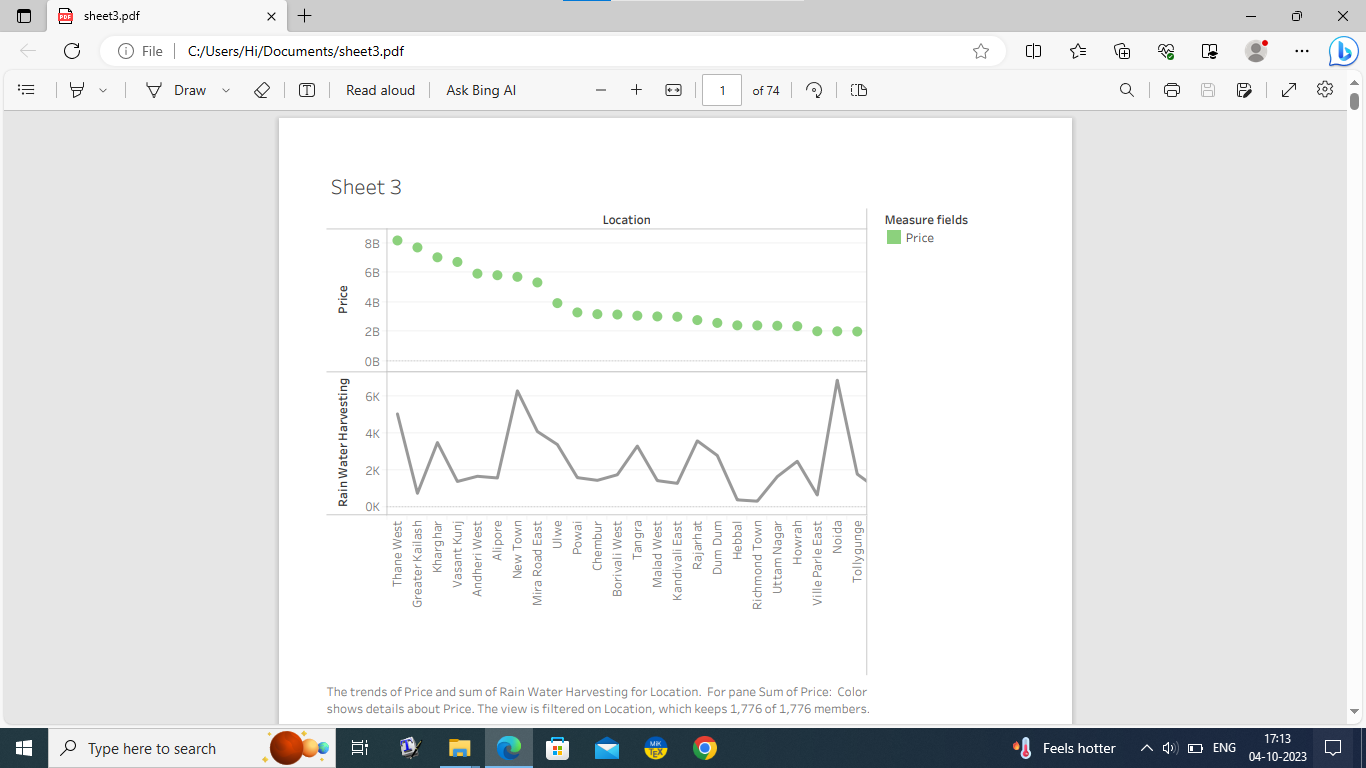 sheet3.pdf
File
C:/Users/Hi/Documents/sheet3.pdf
Draw
Read aloud
Ask Bing AI
1
of 74
Sheet 3
Location
Measure fields
Price
Price
8B
6B
4B
2B
0B
Rain Water Harvesting
6K
4K
2K
0K
Thane West
Greater Kailash
Kharghar
Vasant Kunj
Andheri West
Alipore
New Town
Mira Road East
Ulwe
Powai
Chembur
Borivali West
Tangra
Malad West
Kandivali East
Rajarhat
Dum Dum
Hebbal
Richmond Town
Uttam Nagar
Howrah
Ville Parle East
Noida
Tollygunge
The trends of Price and sum of Rain Water Harvesting for Location. For pane Sum of Price: Color
shows details about Price. The view is filtered on Location, which keeps 1,776 of 1,776 members.
Type here to search
MiK
TEX
Feels hotter
ENG
17:13
04-10-2023